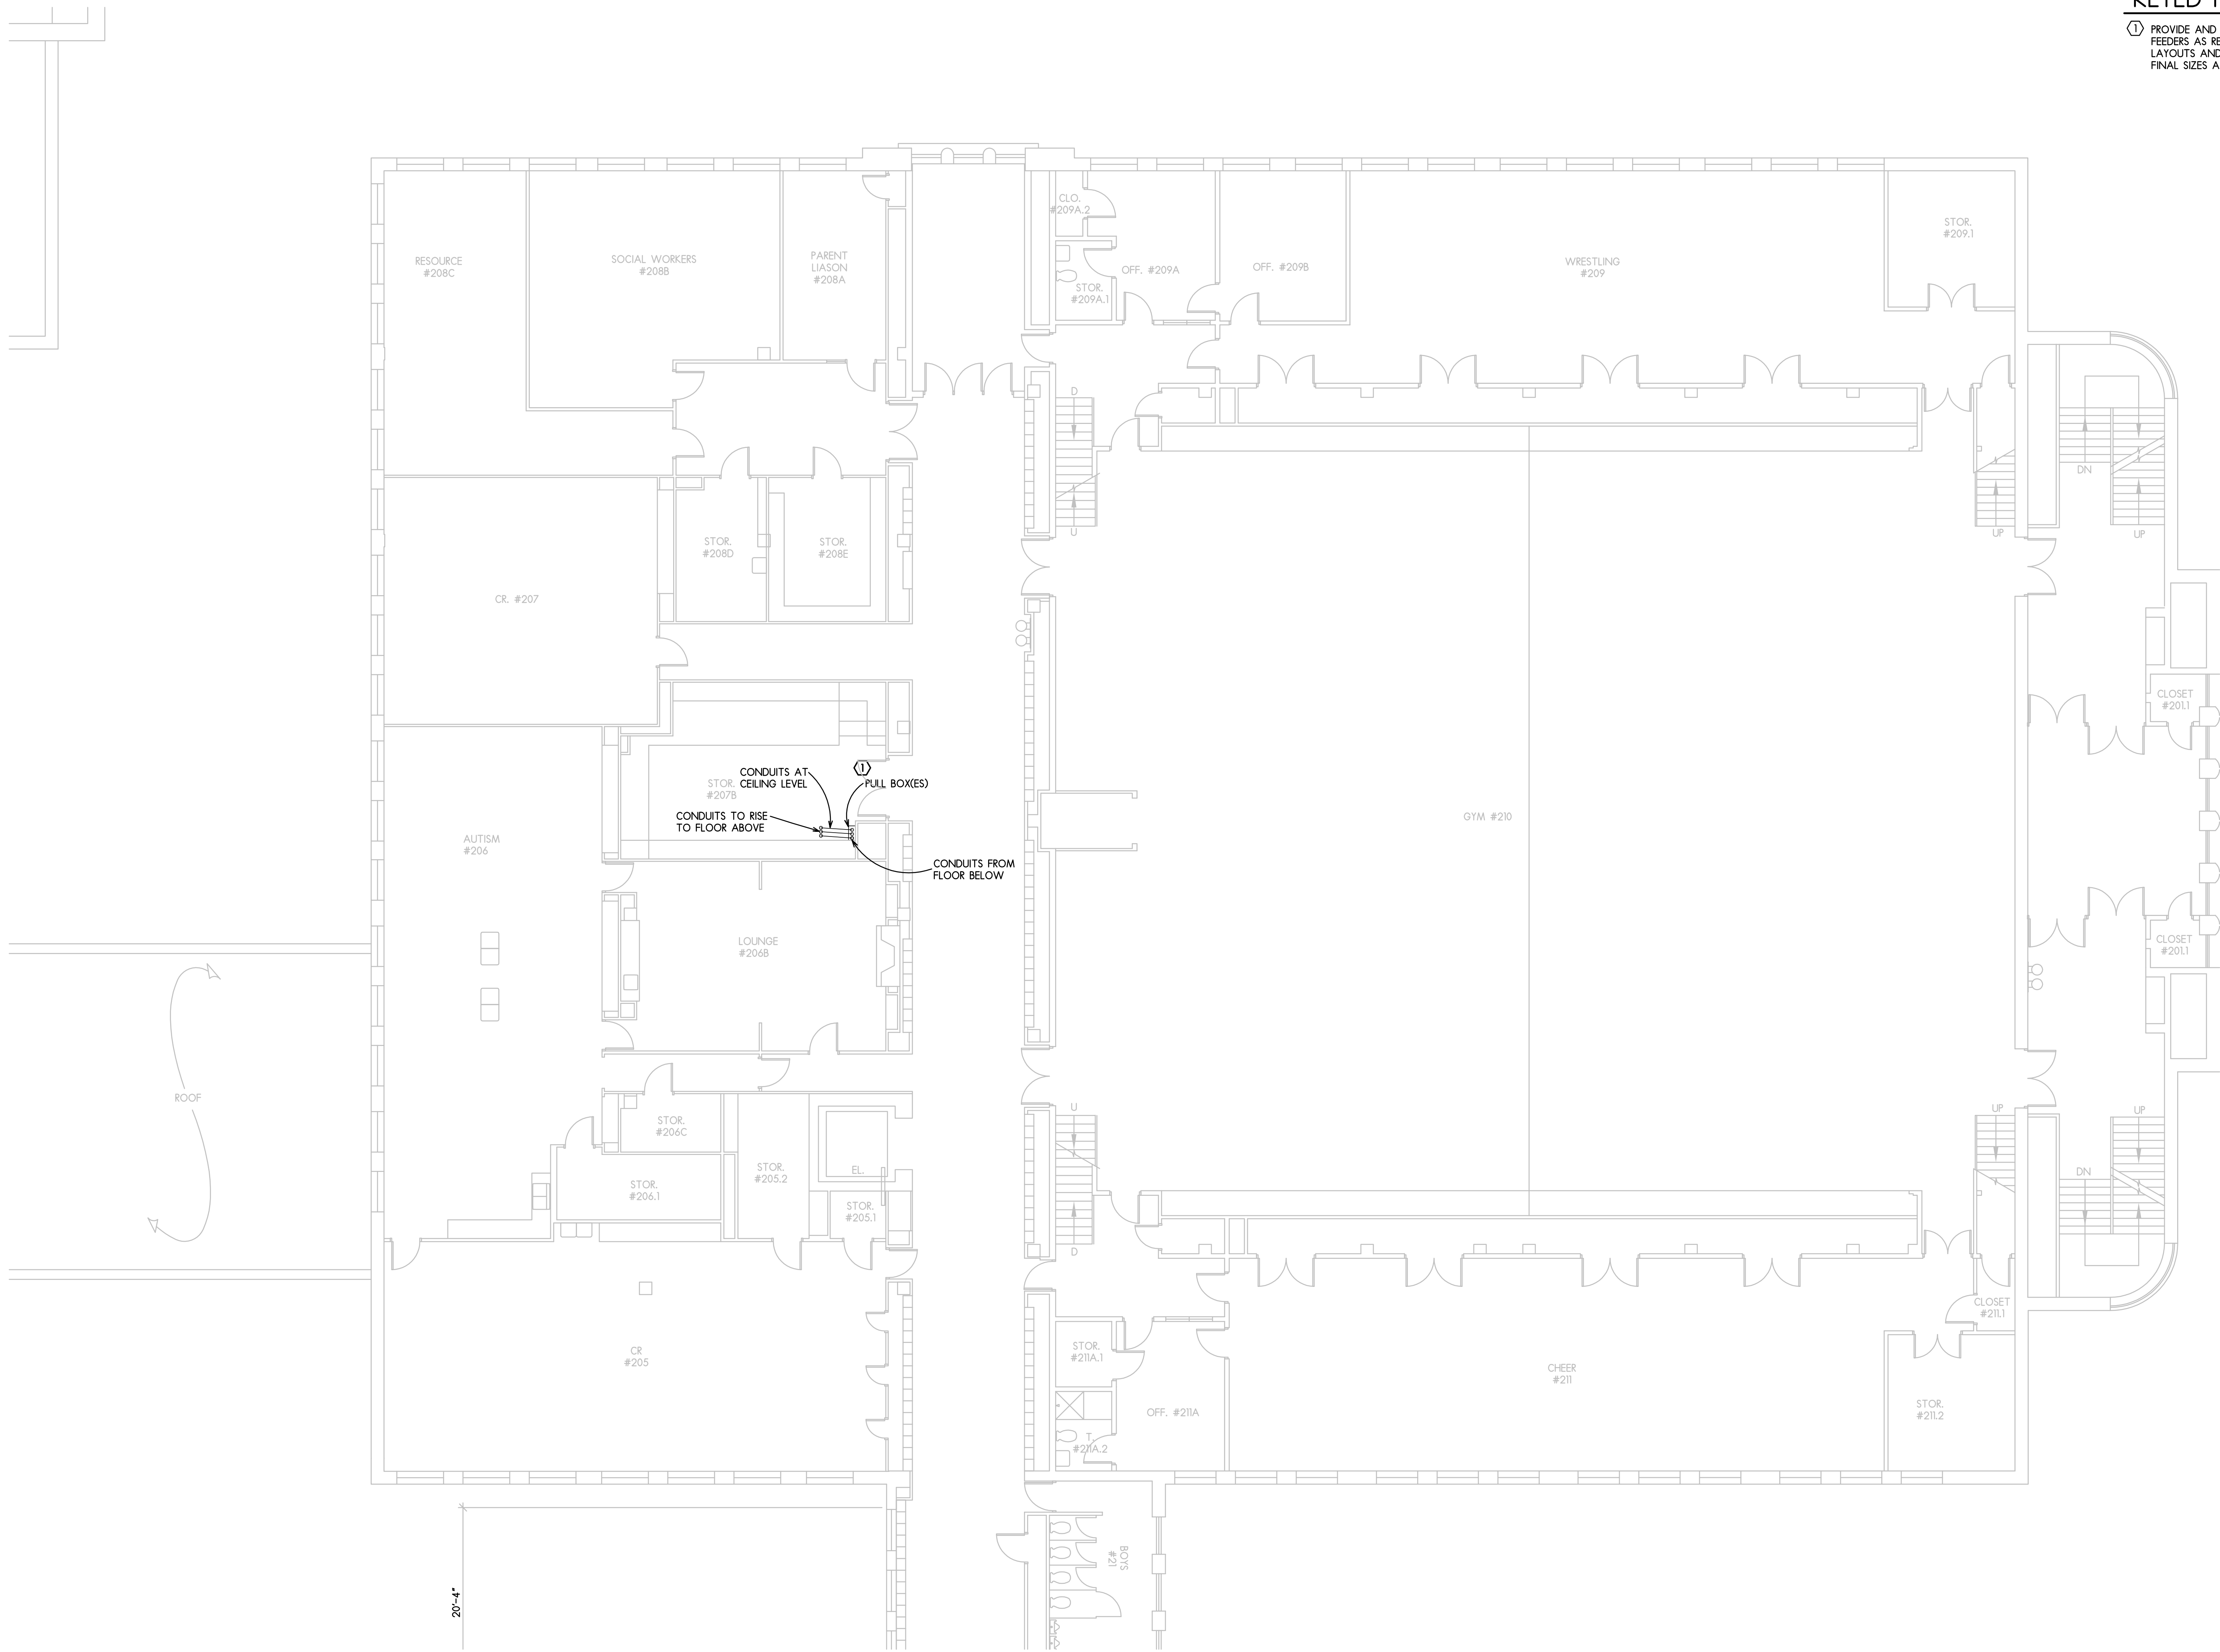 ① PROVIDE AND
FEEDERS AS RE
LAYOUTS AND
FINAL SIZES A
CLO.
#209A.2
STOR.
#209.1
RESOURCE
#208C
SOCIAL WORKERS
#208B
PARENT
LIASON
#208A
OFF. #209A
OFF. #209B
WRESTLING
#209
STOR.
#209A.1
D
U
DN
UP
UP
STOR.
#208D
STOR.
#208E
CR. #207
CLOSET
#201.1
CONDUITS AT
CEILING LEVEL
1
PULL BOX(ES)
STOR.
#207B
CONDUITS TO RISE
TO FLOOR ABOVE
GYM #210
AUTISM
#206
CONDUITS FROM
FLOOR BELOW
LOUNGE
#206B
CLOSET
#201.1
ROOF
U
UP
UP
STOR.
#206C
STOR.
#205.2
EL.
DN
STOR.
#206.1
STOR.
#205.1
D
CLOSET
#211.1
CR
#205
STOR.
#211A.1
CHEER
#211
OFF. #211A
STOR.
#211.2
T.
#211A.2
BOYS
#21
20'-4"